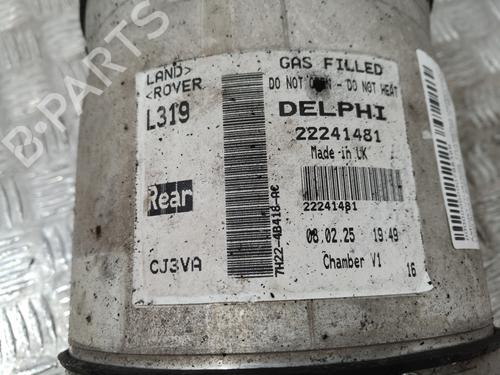 LAND>
<ROVER
GAS FILLED
DO NOT OPEN - DO NOT HEAT
L319
DELPHI
22241481
Made in UK
Rear
22241481
7H22-4B418-AC
08.02.25 19:49
CJ3VA
Chamber V1
16
B-PARTS